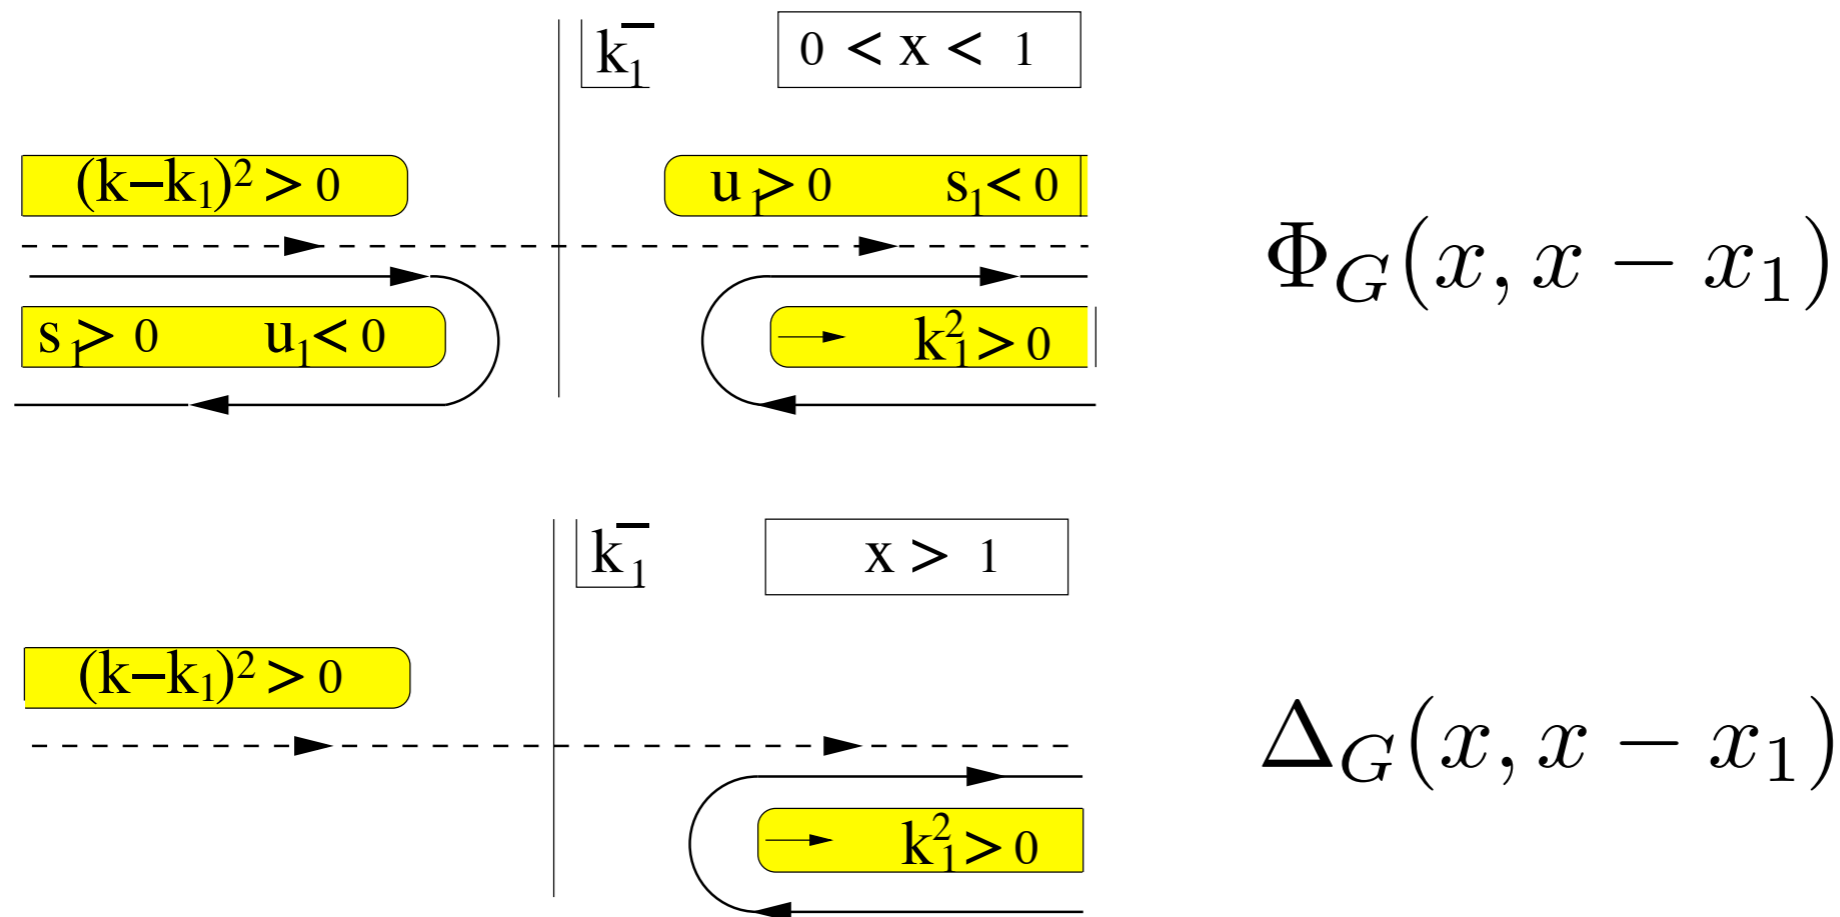 k₁⁻ 0 < x < 1
(k−k₁)² > 0 u₁ > 0 s₁ < 0
Φ_G(x, x − x₁)
s₁ > 0 u₁ < 0 k₁² > 0
k₁⁻ x > 1
(k−k₁)² > 0
Δ_G(x, x − x₁)
k₁² > 0